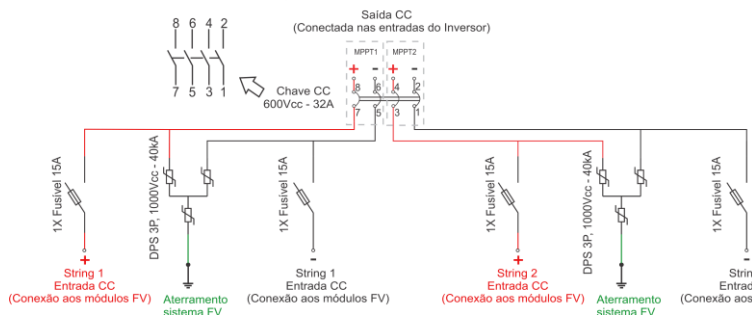 Saída CC
(Conectada nas entradas do Inversor)
8 6 4 2
7 5 3 1
Chave CC
600Vcc - 32A
MPPT1
MPPT2
+ - + -
8 6 4 2
7 5 3 1
1X Fusível 15A
DPS 3P, 1000Vcc - 40kA
1X Fusível 15A
1X Fusível 15A
DPS 3P, 1000Vcc - 40kA
1X Fusível 15A
+
String 1
Entrada CC
(Conexão aos módulos FV)
Aterramento
sistema FV
-
String 1
Entrada CC
(Conexão aos módulos FV)
+
String 2
Entrada CC
(Conexão aos módulos FV)
Aterramento
sistema FV
-
String
Entrada
(Conexão aos